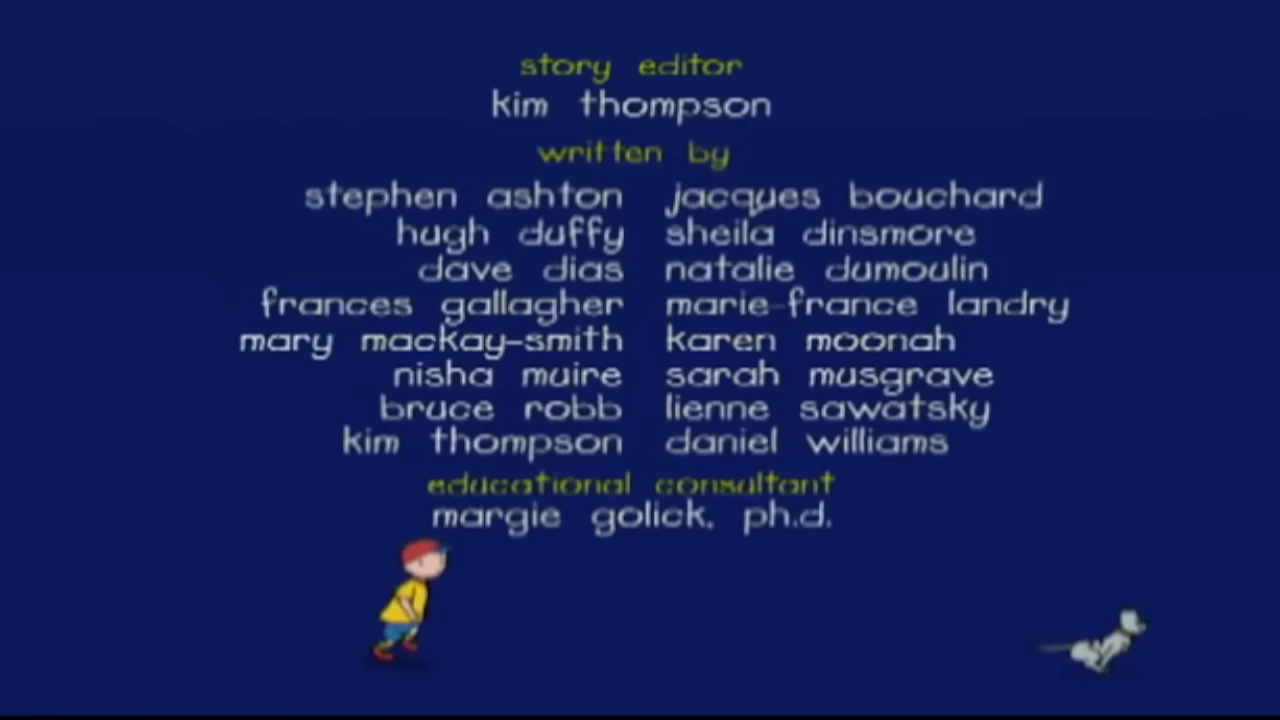 story editor
kim thompson
written by
stephen ashton jacques bouchard
hugh duffy sheila dinsmore
dave dias natalie dumoulin
frances gallagher marie-france landry
mary mackay-smith karen moonah
nisha muire sarah musgrave
bruce robb lienne sawatsky
kim thompson daniel williams
educational consultant
margie golick, ph.d.